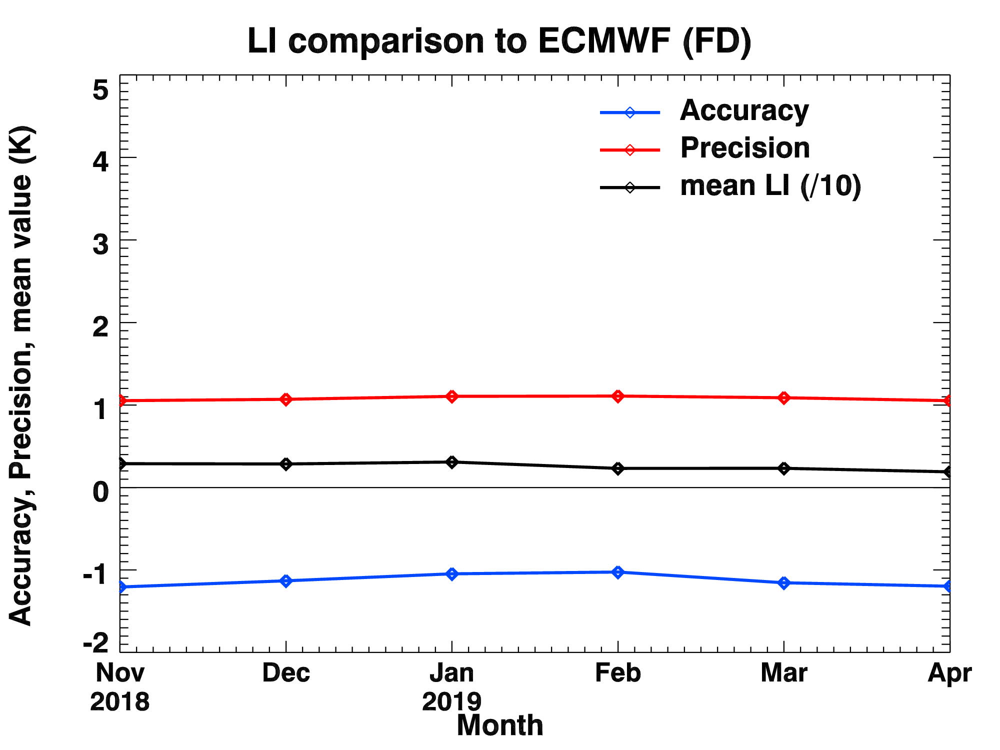 LI comparison to ECMWF (FD)
Accuracy, Precision, mean value (K)
5
4
3
2
1
0
-1
-2
Accuracy
Precision
mean LI (/10)
Nov Dec Jan Feb Mar Apr
2018 2019
Month